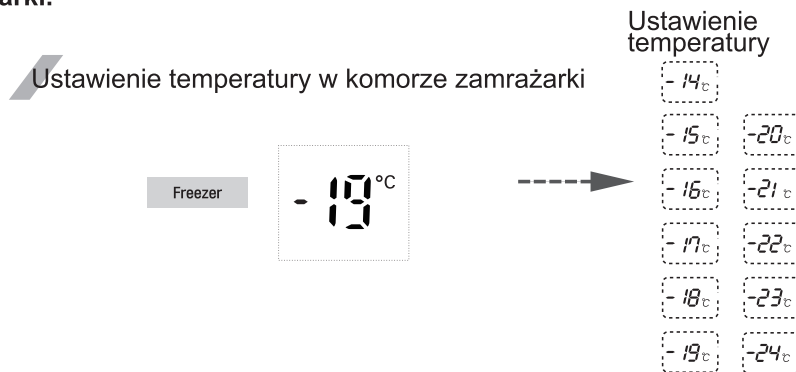 arki.
Ustawienie
temperatury
Ustawienie temperatury w komorze zamrażarki
Freezer
- 19°C
- 14℃
- 15℃ -20℃
- 16℃ -21℃
- 17℃ -22℃
- 18℃ -23℃
- 19℃ -24℃